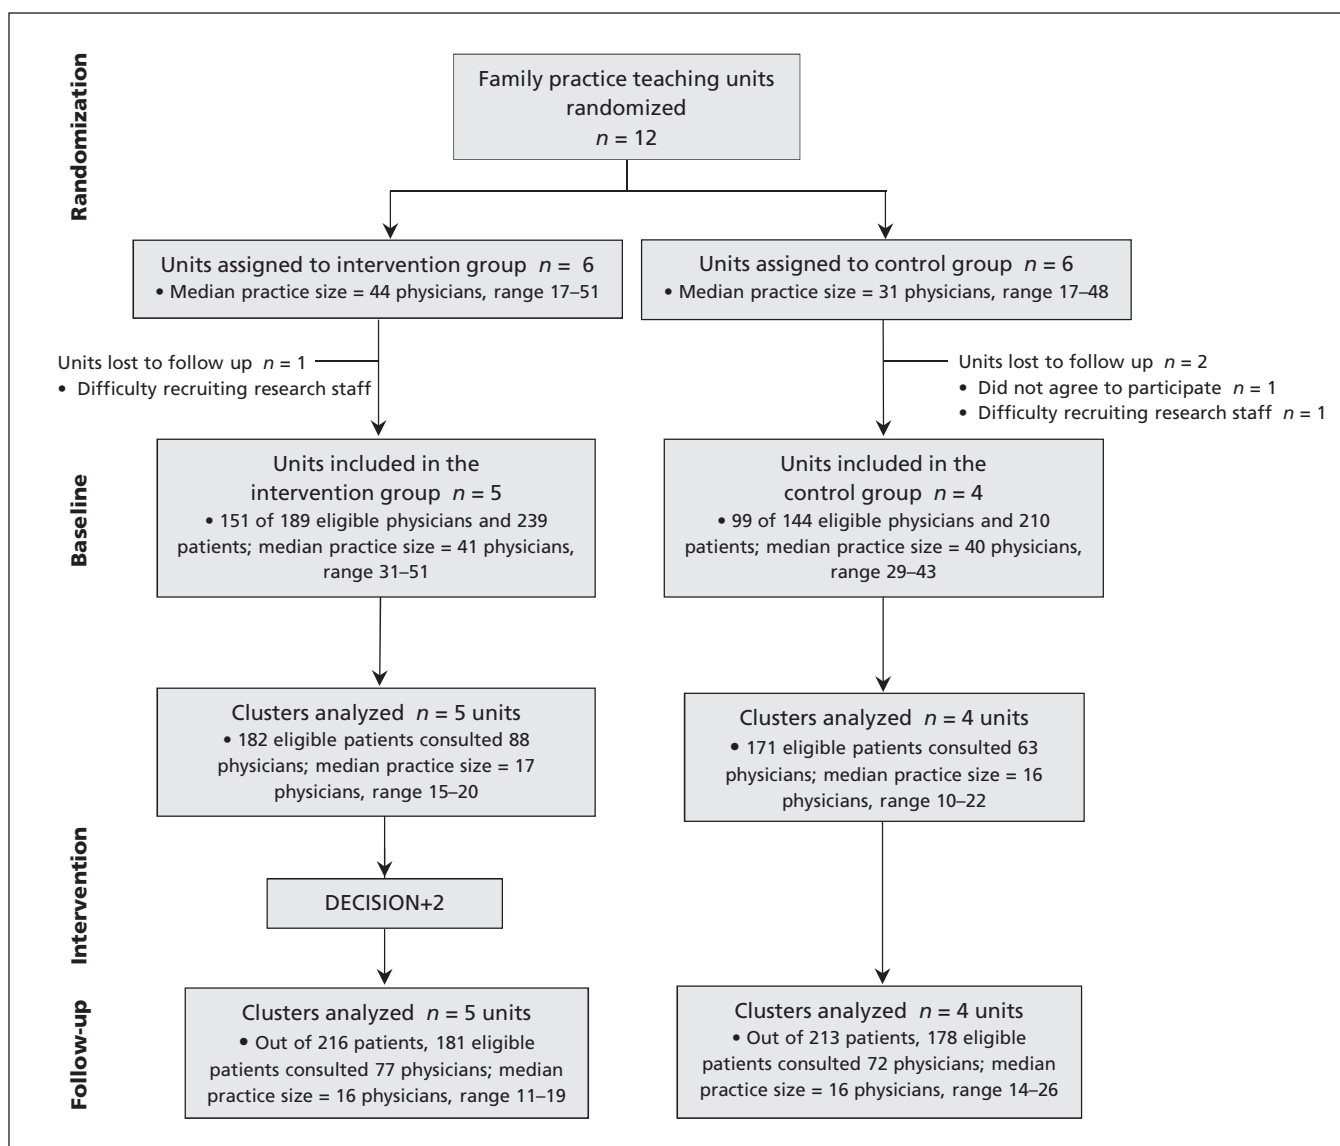 Randomization
Family practice teaching units
randomized
n = 12
Units assigned to intervention group n = 6
• Median practice size = 44 physicians, range 17–51
Units assigned to control group n = 6
• Median practice size = 31 physicians, range 17–48
Units lost to follow up n = 1
• Difficulty recruiting research staff
Units lost to follow up n = 2
• Did not agree to participate n = 1
• Difficulty recruiting research staff n = 1
Baseline
Units included in the
intervention group n = 5
• 151 of 189 eligible physicians and 239
patients; median practice size = 41 physicians,
range 31–51
Units included in the
control group n = 4
• 99 of 144 eligible physicians and 210
patients; median practice size = 40 physicians,
range 29–43
Clusters analyzed n = 5 units
• 182 eligible patients consulted 88
physicians; median practice size = 17
physicians, range 15–20
Clusters analyzed n = 4 units
• 171 eligible patients consulted 63
physicians; median practice size = 16
physicians, range 10–22
Intervention
DECISION+2
Follow-up
Clusters analyzed n = 5 units
• Out of 216 patients, 181 eligible
patients consulted 77 physicians; median
practice size = 16 physicians, range 11–19
Clusters analyzed n = 4 units
• Out of 213 patients, 178 eligible
patients consulted 72 physicians; median
practice size = 16 physicians, range 14–26